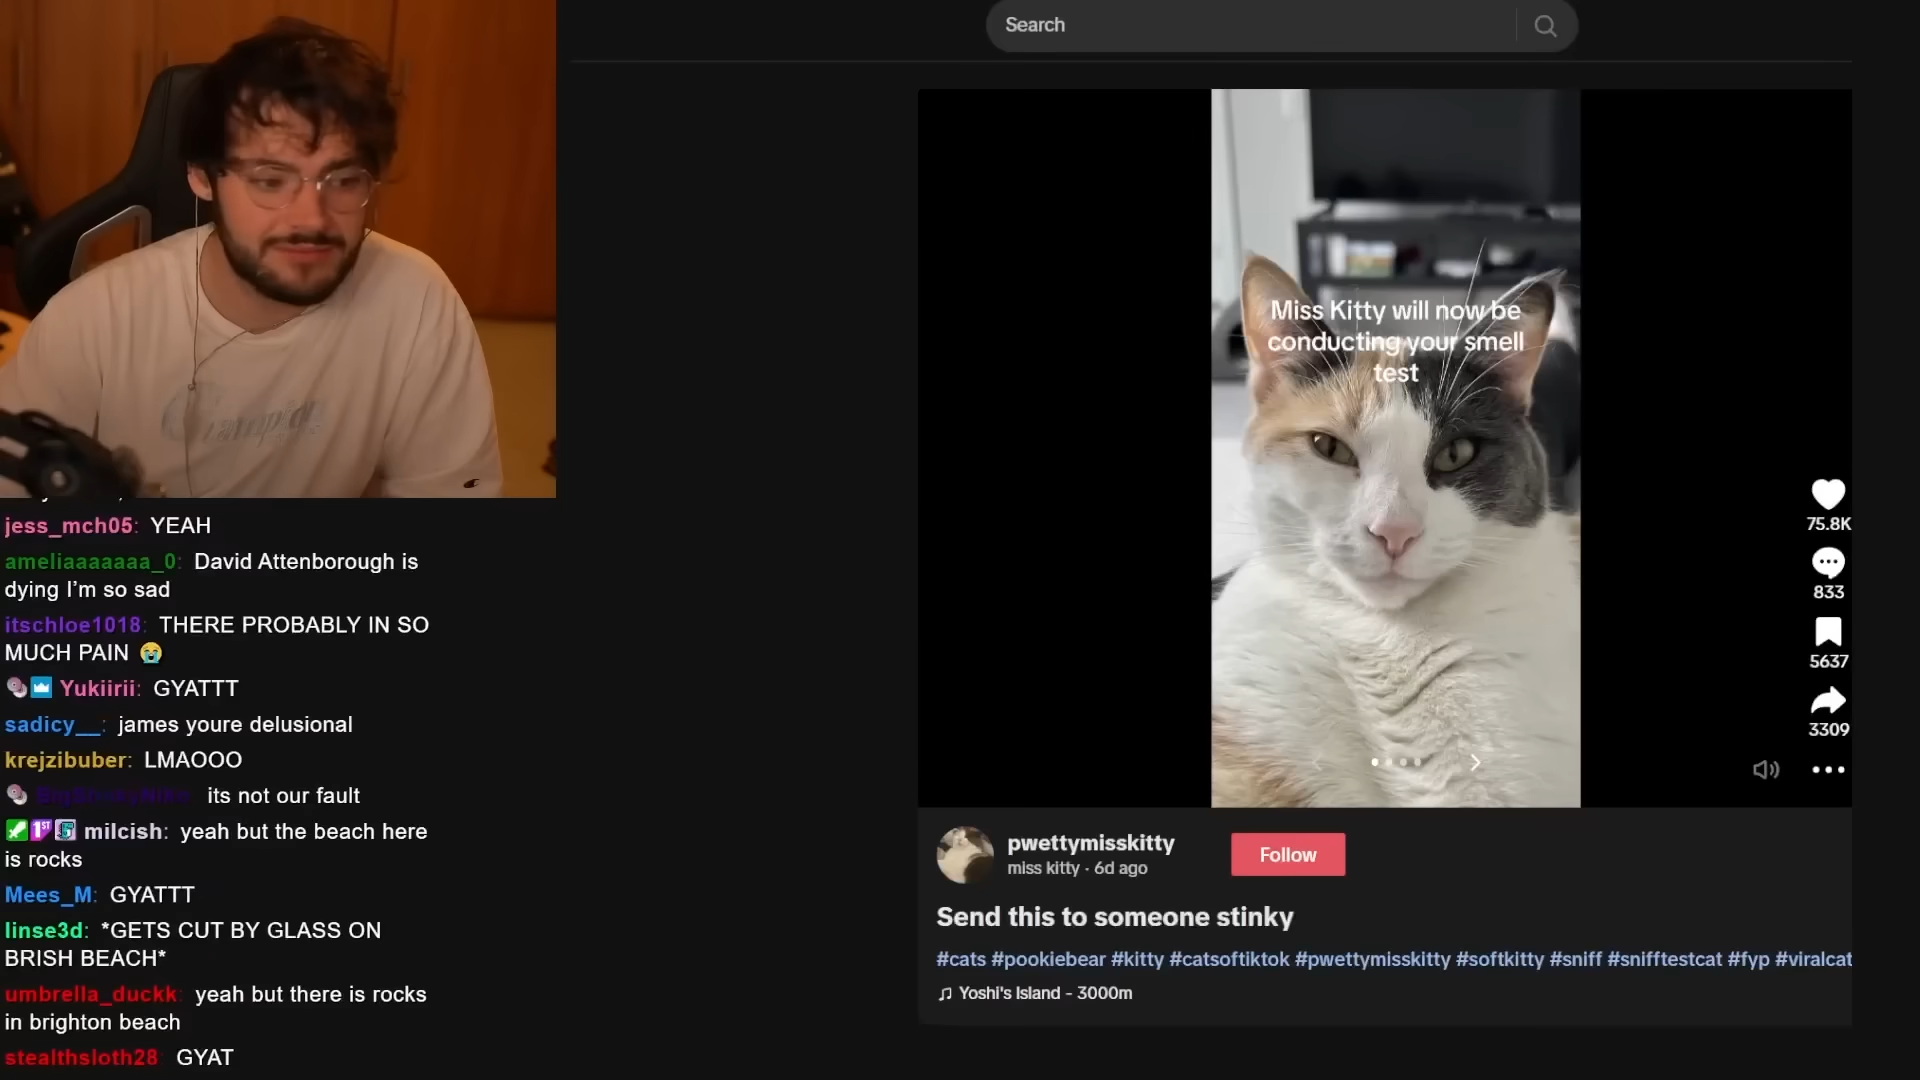 Search
Miss Kitty will now be
conducting your smell
test
75.8K
833
5637
3309
pwettymisskitty
miss kitty · 6d ago
Follow
Send this to someone stinky
#cats #pookiebear #kitty #catsoftiktok #pwettymisskitty #softkitty #sniff #snifftestcat #fyp #viralcat
Yoshi's Island - 3000m
Champion
jess_mch05: YEAH
ameliaaaaaaa_0: David Attenborough is
dying I’m so sad
itschloe1018: THERE PROBABLY IN SO
MUCH PAIN 😭
Yukiirii: GYATTT
sadicy__: james youre delusional
krejzibuber: LMAOOO
its not our fault
milcish: yeah but the beach here
is rocks
Mees_M: GYATTT
linse3d: *GETS CUT BY GLASS ON
BRISH BEACH*
umbrella_duckk: yeah but there is rocks
in brighton beach
stealthsloth28: GYAT